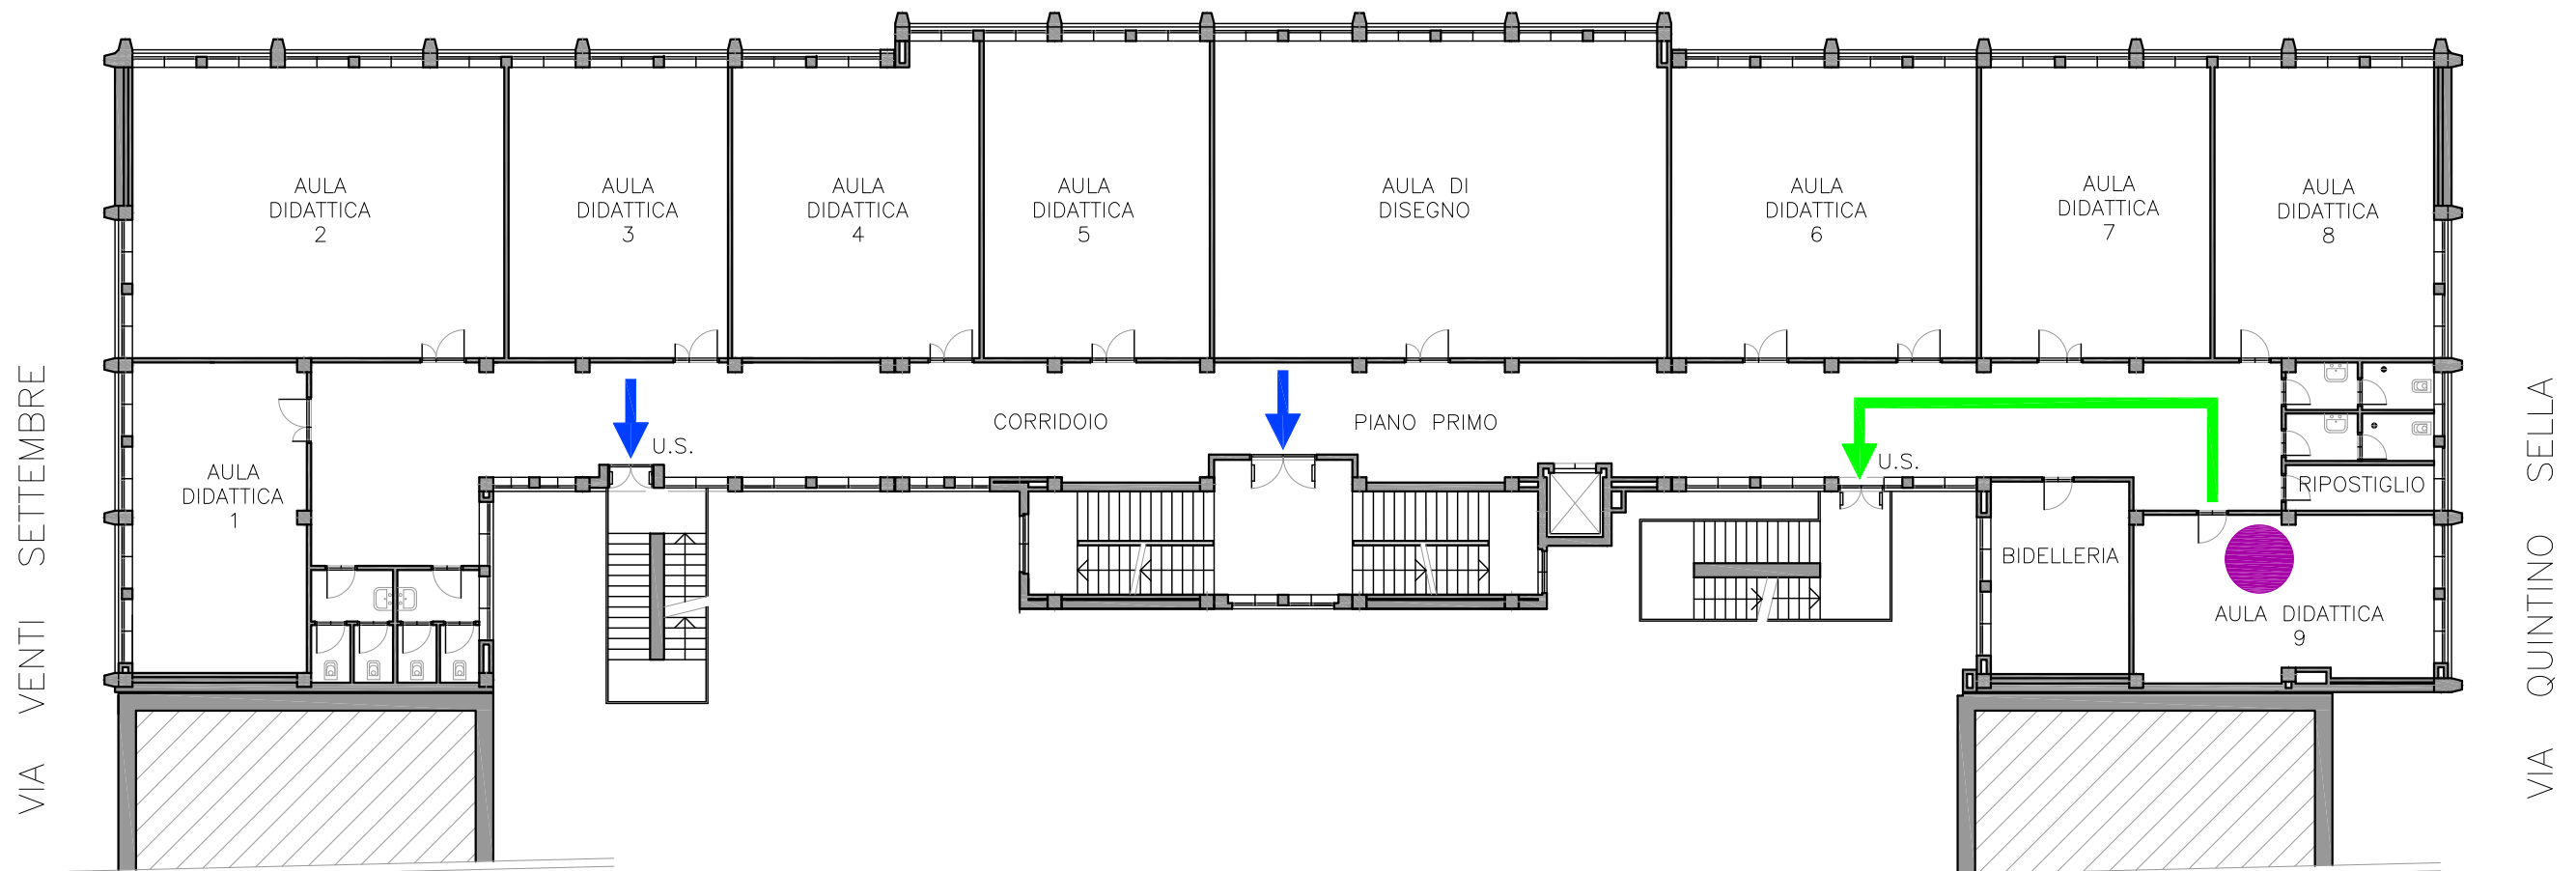 AULA
DIDATTICA
2
AULA
DIDATTICA
3
AULA
DIDATTICA
4
AULA
DIDATTICA
5
AULA DI
DISEGNO
AULA
DIDATTICA
6
AULA
DIDATTICA
7
AULA
DIDATTICA
8
VIA VENTI SETTEMBRE
AULA
DIDATTICA
1
U.S.
CORRIDOIO
PIANO PRIMO
U.S.
RIPOSTIGLIO
BIDELLERIA
AULA DIDATTICA
9
VIA QUINTINO SELLA